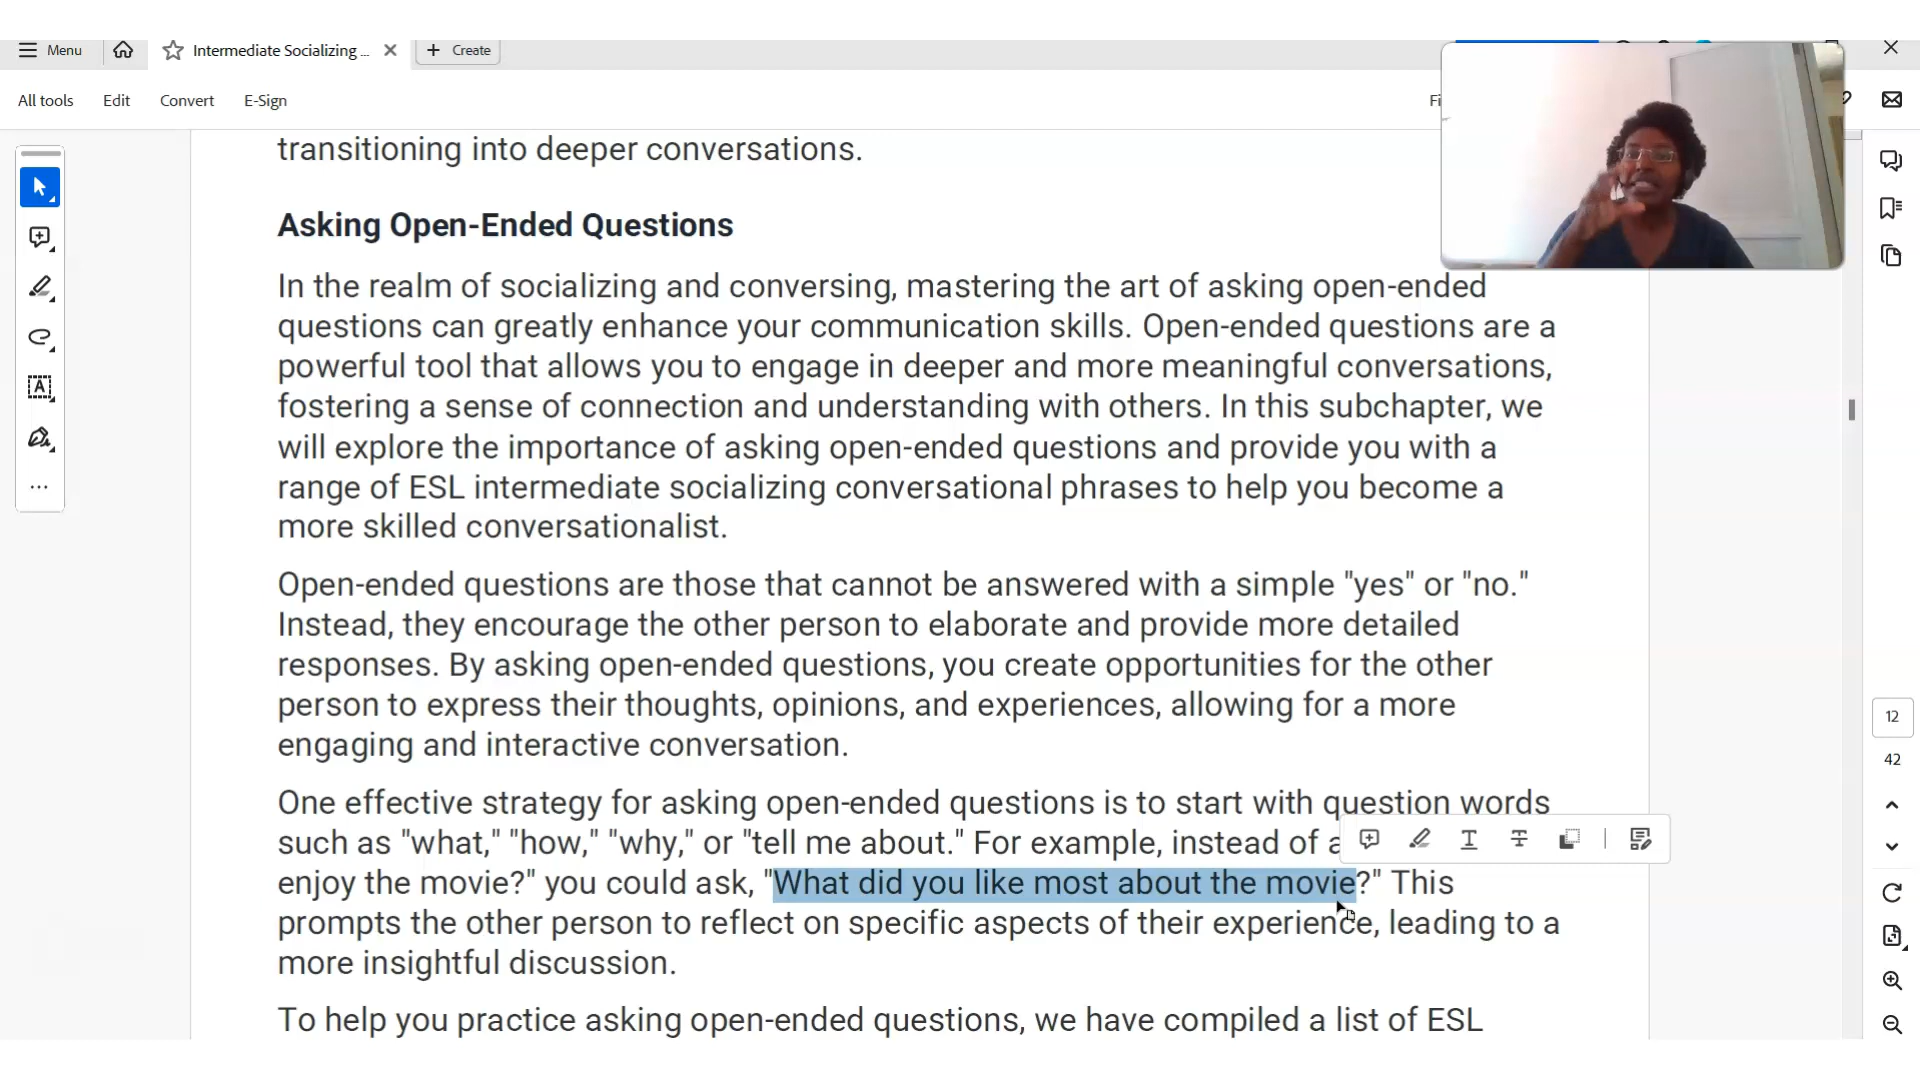 Menu
Intermediate Socializing ...
Create
All tools
Edit
Convert
E-Sign
transitioning into deeper conversations.
Asking Open-Ended Questions
In the realm of socializing and conversing, mastering the art of asking open-ended
questions can greatly enhance your communication skills. Open-ended questions are a
powerful tool that allows you to engage in deeper and more meaningful conversations,
fostering a sense of connection and understanding with others. In this subchapter, we
will explore the importance of asking open-ended questions and provide you with a
range of ESL intermediate socializing conversational phrases to help you become a
more skilled conversationalist.
Open-ended questions are those that cannot be answered with a simple "yes" or "no."
Instead, they encourage the other person to elaborate and provide more detailed
responses. By asking open-ended questions, you create opportunities for the other
person to express their thoughts, opinions, and experiences, allowing for a more
engaging and interactive conversation.
One effective strategy for asking open-ended questions is to start with question words
such as "what," "how," "why," or "tell me about." For example, instead of
enjoy the movie?" you could ask, "What did you like most about the movie?" This
prompts the other person to reflect on specific aspects of their experience, leading to a
more insightful discussion.
To help you practice asking open-ended questions, we have compiled a list of ESL
12
42